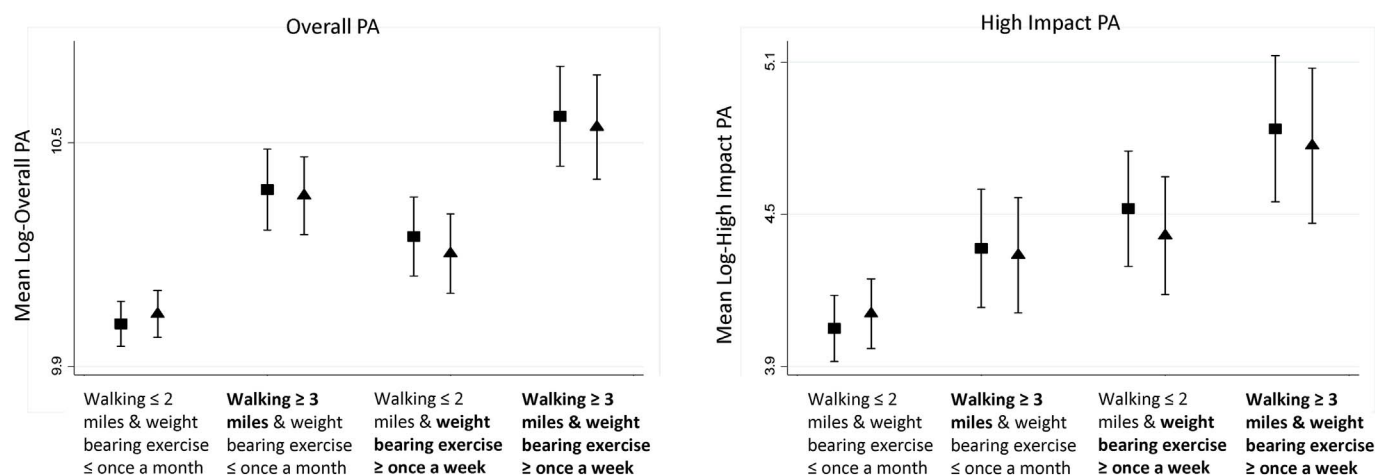 Overall PA
Mean Log-Overall PA
10.5
9.9
Walking ≤ 2
miles & weight
bearing exercise
≤ once a month
Walking ≥ 3
miles & weight
bearing exercise
≤ once a month
Walking ≤ 2
miles & weight
bearing exercise
≥ once a week
Walking ≥ 3
miles & weight
bearing exercise
≥ once a week
High Impact PA
Mean Log-High Impact PA
5.1
4.5
3.9
Walking ≤ 2
miles & weight
bearing exercise
≤ once a month
Walking ≥ 3
miles & weight
bearing exercise
≤ once a month
Walking ≤ 2
miles & weight
bearing exercise
≥ once a week
Walking ≥ 3
miles & weight
bearing exercise
≥ once a week